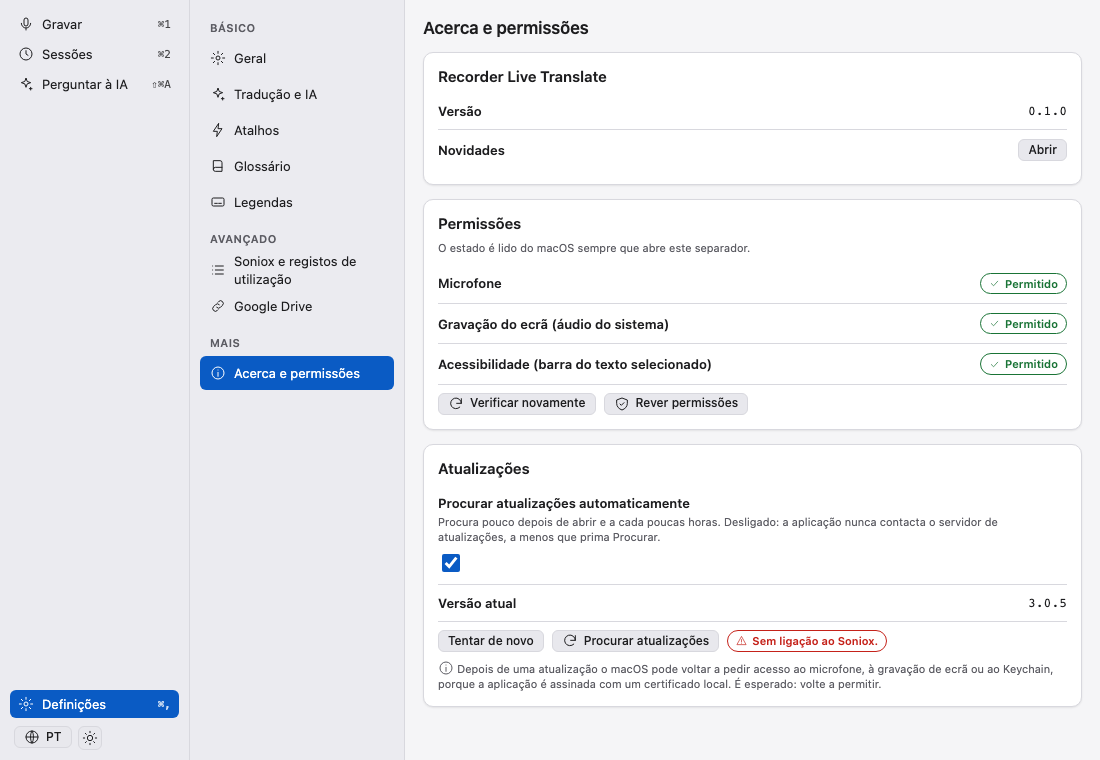 Gravar ⌘1
Sessões ⌘2
Perguntar à IA ⇧⌘A
Definições ⌘,
PT
BÁSICO
Geral
Tradução e IA
Atalhos
Glossário
Legendas
AVANÇADO
Soniox e registos de
utilização
Google Drive
MAIS
Acerca e permissões
Acerca e permissões
Recorder Live Translate
Versão 0.1.0
Novidades Abrir
Permissões
O estado é lido do macOS sempre que abre este separador.
Microfone Permitido
Gravação do ecrã (áudio do sistema) Permitido
Acessibilidade (barra do texto selecionado) Permitido
Verificar novamente Rever permissões
Atualizações
Procurar atualizações automaticamente
Procura pouco depois de abrir e a cada poucas horas. Desligado: a aplicação nunca contacta o servidor de
atualizações, a menos que prima Procurar.
Versão atual 3.0.5
Tentar de novo Procurar atualizações Sem ligação ao Soniox.
Depois de uma atualização o macOS pode voltar a pedir acesso ao microfone, à gravação de ecrã ou ao Keychain,
porque a aplicação é assinada com um certificado local. É esperado: volte a permitir.